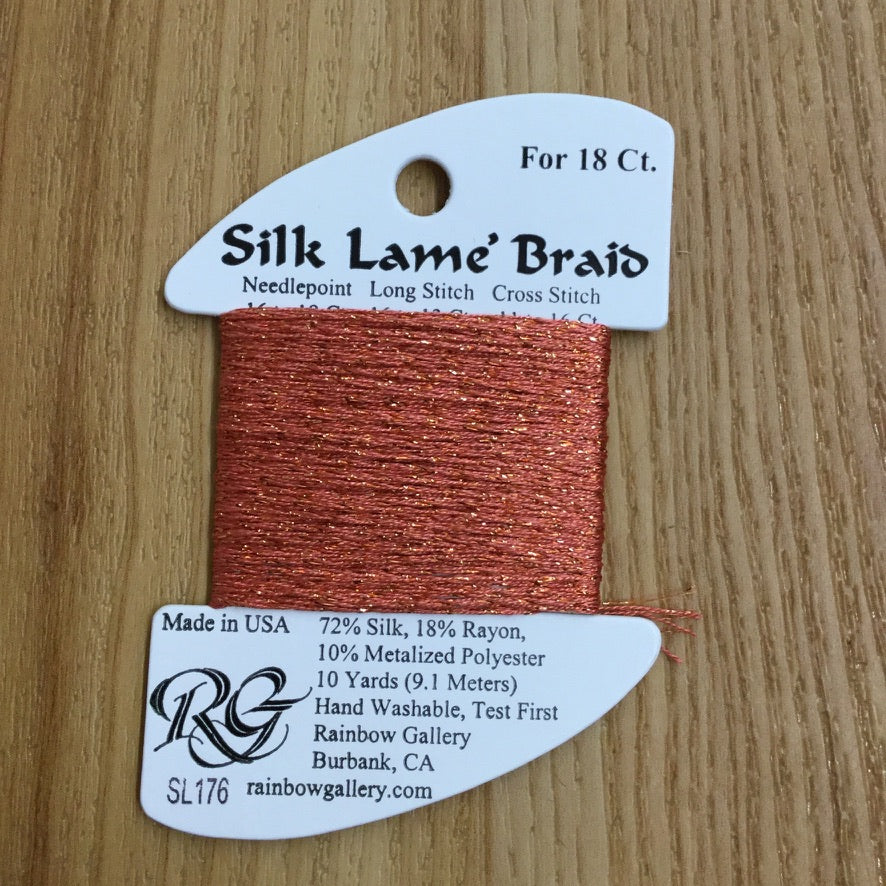 For 18 Ct.
Silk Lame' Braid
Needlepoint Long Stitch Cross Stitch
Made in USA
72% Silk, 18% Rayon,
10% Metalized Polyester
10 Yards (9.1 Meters)
Hand Washable, Test First
Rainbow Gallery
Burbank, CA
RG
SL176 rainbowgallery.com